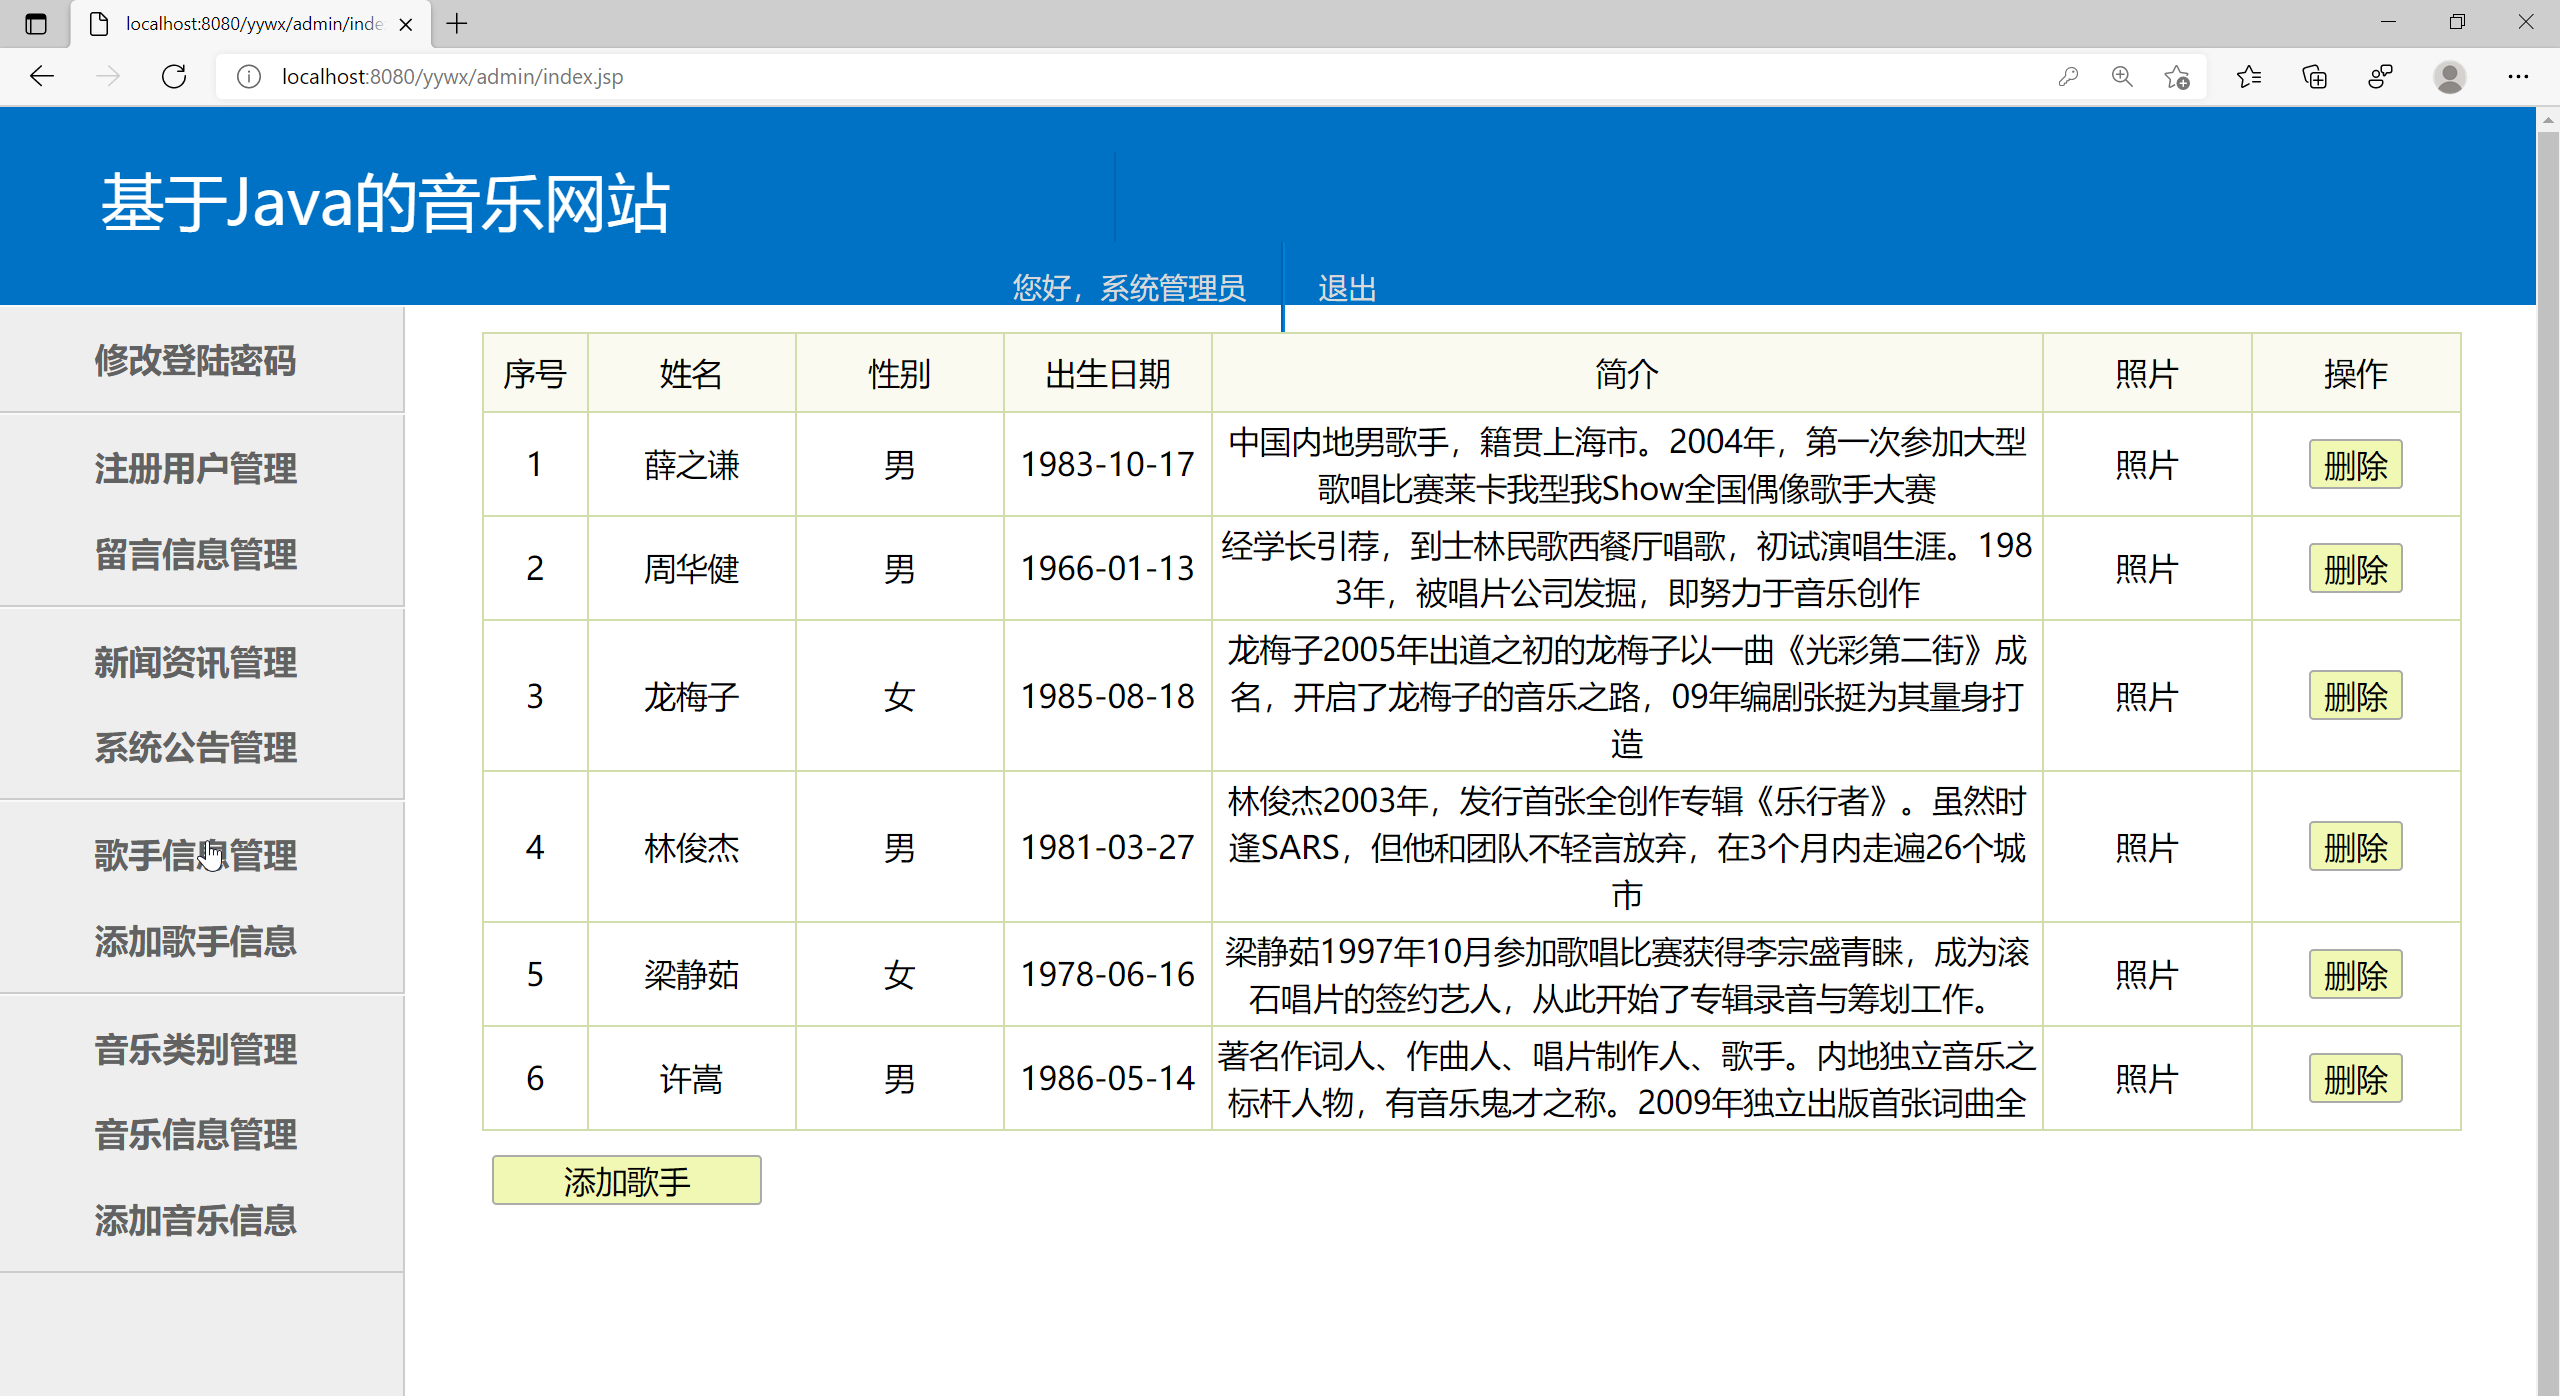 localhost:8080/yywx/admin/inde
localhost:8080/yywx/admin/index.jsp
基于Java的音乐网站
您好，系统管理员 退出
修改登陆密码
注册用户管理
留言信息管理
新闻资讯管理
系统公告管理
歌手信息管理
添加歌手信息
音乐类别管理
音乐信息管理
添加音乐信息
序号 姓名 性别 出生日期 简介 照片 操作
1 薛之谦 男 1983-10-17 中国内地男歌手，籍贯上海市。2004年，第一次参加大型
歌唱比赛莱卡我型我Show全国偶像歌手大赛 照片 删除
2 周华健 男 1966-01-13 经学长引荐，到士林民歌西餐厅唱歌，初试演唱生涯。198
3年，被唱片公司发掘，即努力于音乐创作 照片 删除
3 龙梅子 女 1985-08-18 龙梅子2005年出道之初的龙梅子以一曲《光彩第二街》成
名，开启了龙梅子的音乐之路，09年编剧张挺为其量身打
造 照片 删除
4 林俊杰 男 1981-03-27 林俊杰2003年，发行首张全创作专辑《乐行者》。虽然时
逢SARS，但他和团队不轻言放弃，在3个月内走遍26个城
市 照片 删除
5 梁静茹 女 1978-06-16 梁静茹1997年10月参加歌唱比赛获得李宗盛青睐，成为滚
石唱片的签约艺人，从此开始了专辑录音与筹划工作。 照片 删除
6 许嵩 男 1986-05-14 著名作词人、作曲人、唱片制作人、歌手。内地独立音乐之
标杆人物，有音乐鬼才之称。2009年独立出版首张词曲全 照片 删除
添加歌手